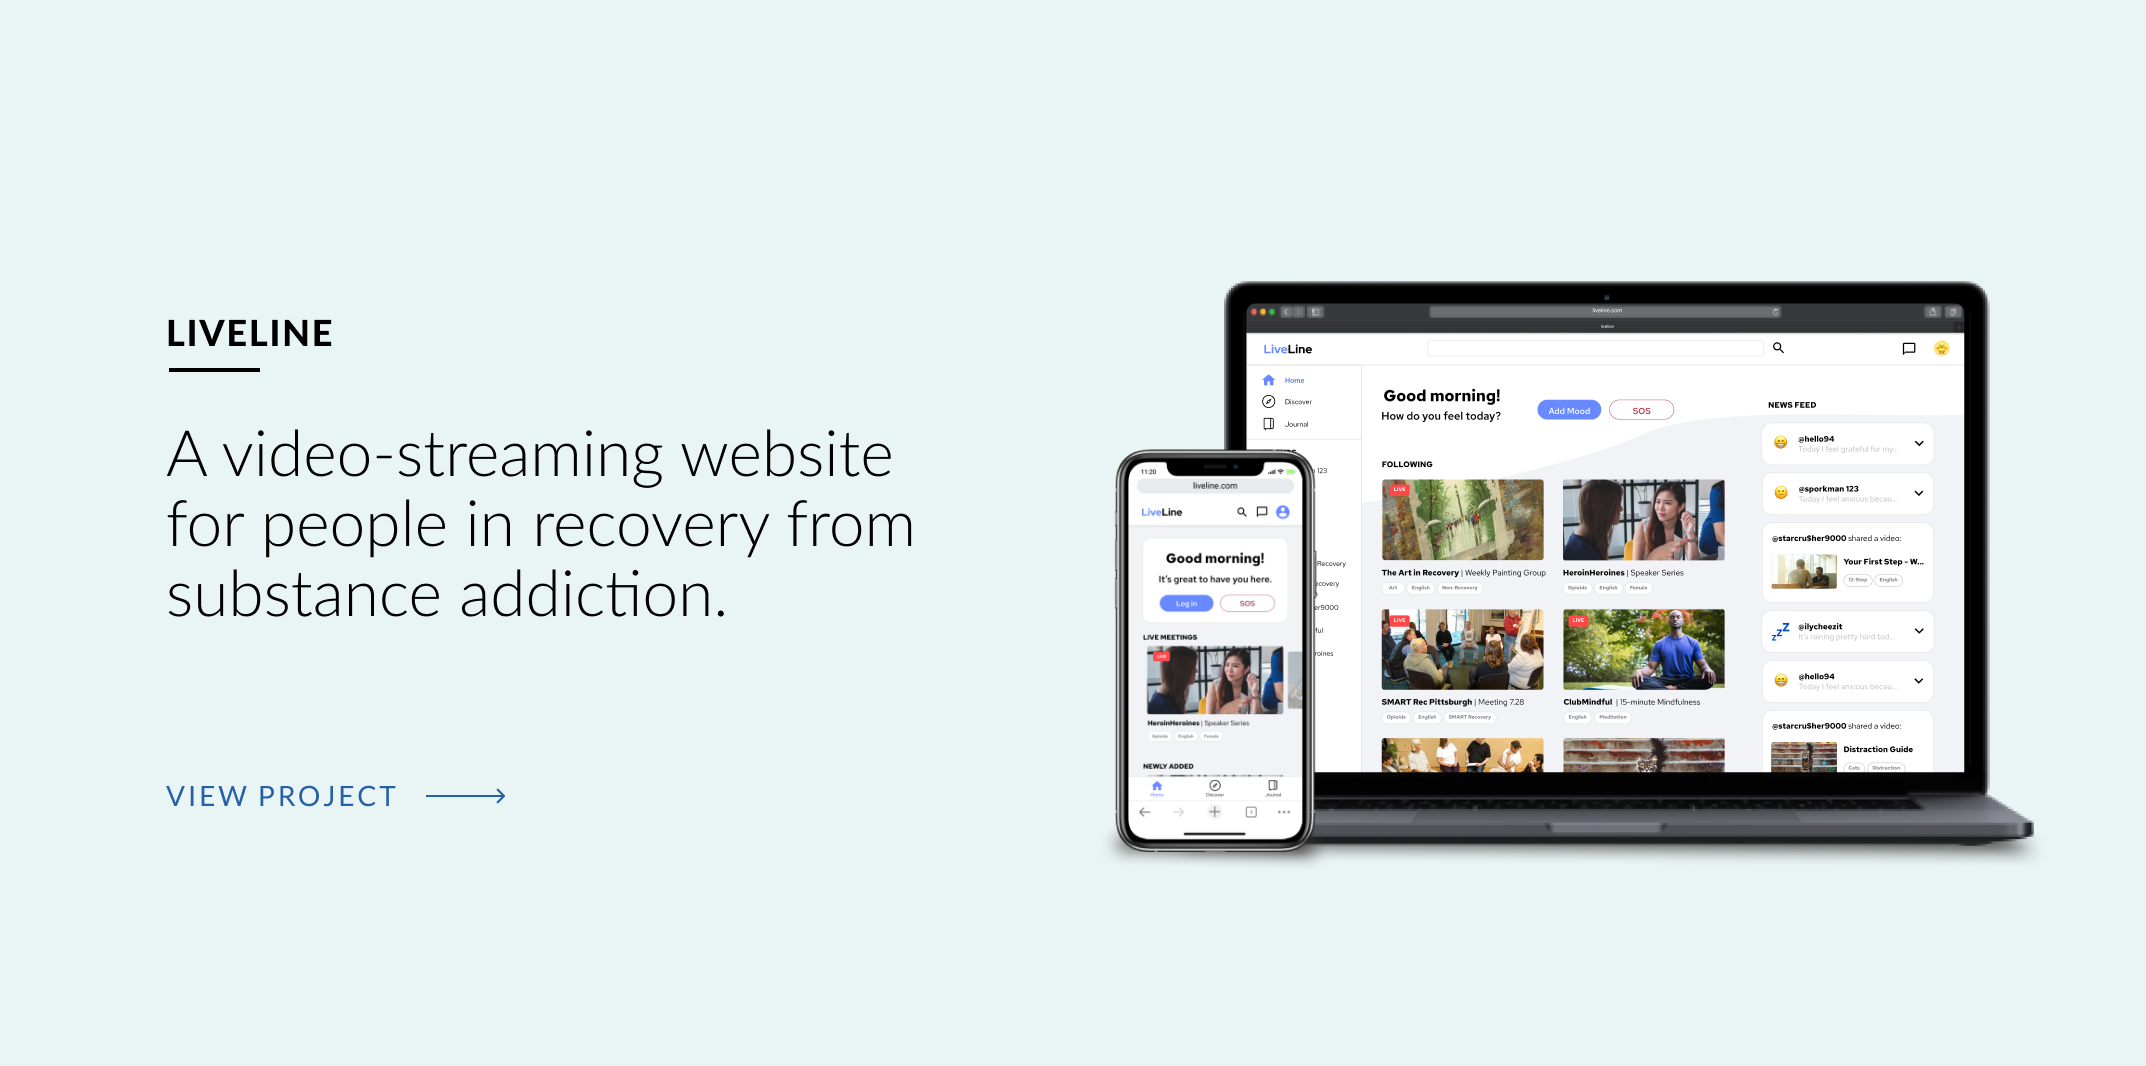 LIVELINE
A video-streaming website
for people in recovery from
substance addiction.
VIEW PROJECT
liveline.com
liveline
LiveLine
Home
Discover
Journal
123
Recovery
covery
er9000
ful
roines
Good morning!
How do you feel today?
Add Mood
SOS
FOLLOWING
LIVE
The Art in Recovery | Weekly Painting Group
Art English Non-Recovery
HeroinHeroines | Speaker Series
Opioids English Female
LIVE
SMART Rec Pittsburgh | Meeting 7.28
Opioids English SMART Recovery
LIVE
ClubMindful | 15-minute Mindfulness
English Meditation
NEWS FEED
@hello94
Today I feel grateful for my...
@sporkman 123
Today I feel anxious becau...
@starcru$her9000 shared a video:
Your First Step - W...
12-Step English
@ilycheezit
It's raining pretty hard tod...
@hello94
Today I feel anxious becau...
@starcru$her9000 shared a video:
Distraction Guide
Cats Distraction
11:20
liveline.com
LiveLine
Good morning!
It's great to have you here.
Log in
SOS
LIVE MEETINGS
LIVE
HeroinHeroines | Speaker Series
Opioids English Female
NEWLY ADDED
Home
Discover
Journal